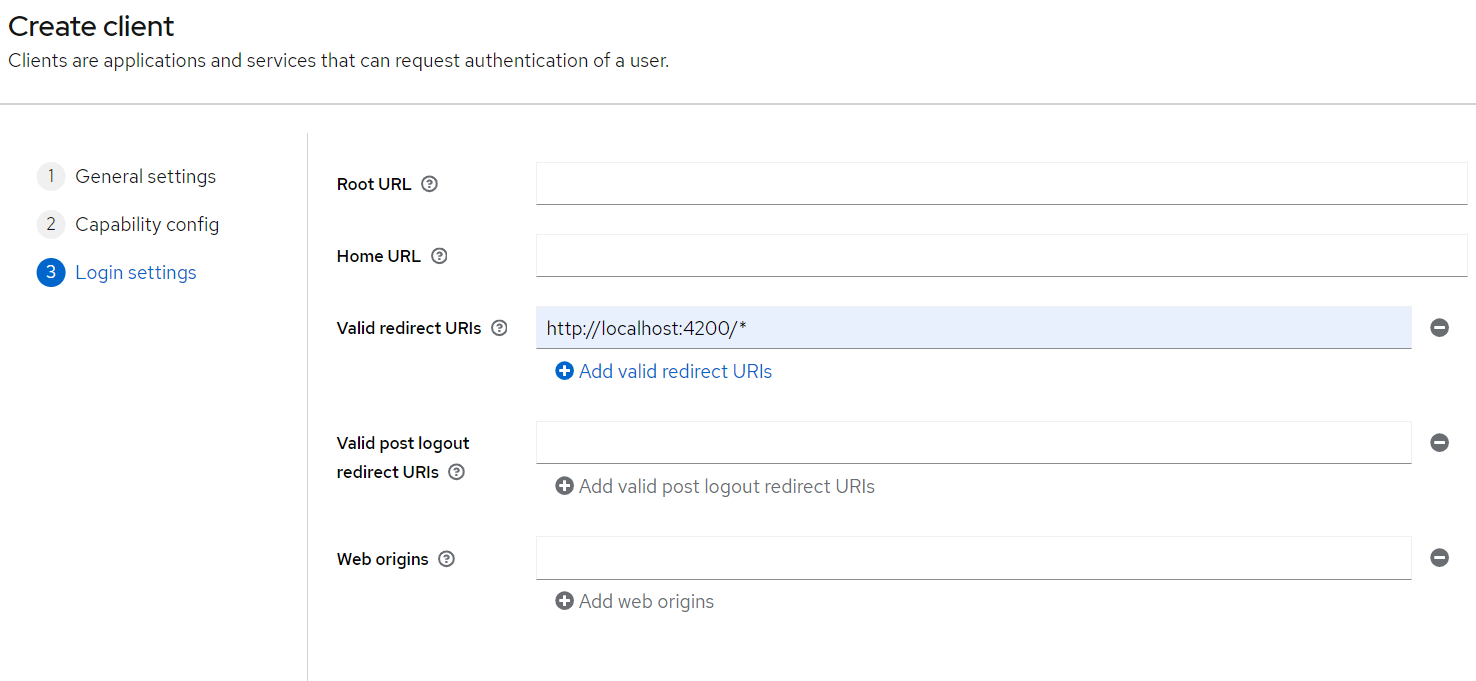 Create client
Clients are applications and services that can request authentication of a user.
1 General settings
2 Capability config
3 Login settings
Root URL
Home URL
Valid redirect URIs
http://localhost:4200/*
Add valid redirect URIs
Valid post logout
redirect URIs
Add valid post logout redirect URIs
Web origins
Add web origins